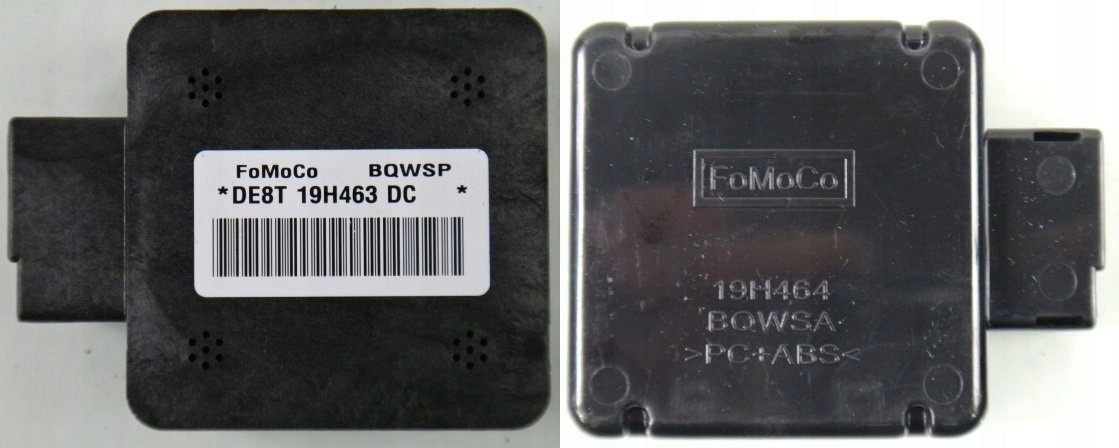 FoMoCo BQWSP
*DE8T 19H463 DC *
FoMoCo
19H464
BQWSA
>PC+ABS<